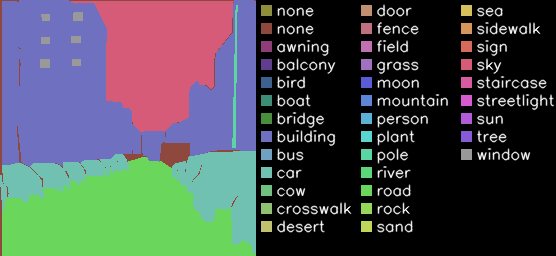 none
none
awning
balcony
bird
boat
bridge
building
bus
car
cow
crosswalk
desert
door
fence
field
grass
moon
mountain
person
plant
pole
river
road
rock
sand
sea
sidewalk
sign
sky
staircase
streetlight
sun
tree
window